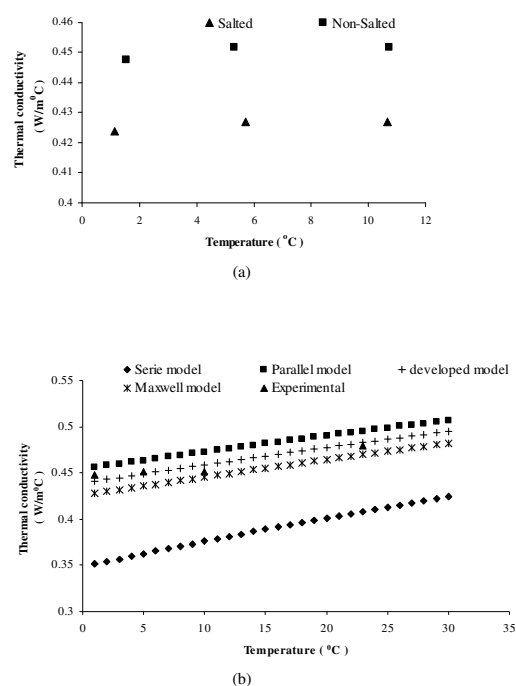 Salted Non-Salted
Thermal conductivity
( W/m⁰C)
0.46
0.45
0.44
0.43
0.42
0.41
0.4
0 2 4 6 8 10 12
Temperature ( °C )
(a)
Serie model Parallel model developed model
Maxwell model Experimental
Thermal conductivity
( W/m⁰C)
0.55
0.5
0.45
0.4
0.35
0.3
0 5 10 15 20 25 30 35
Temperature ( ⁰C)
(b)